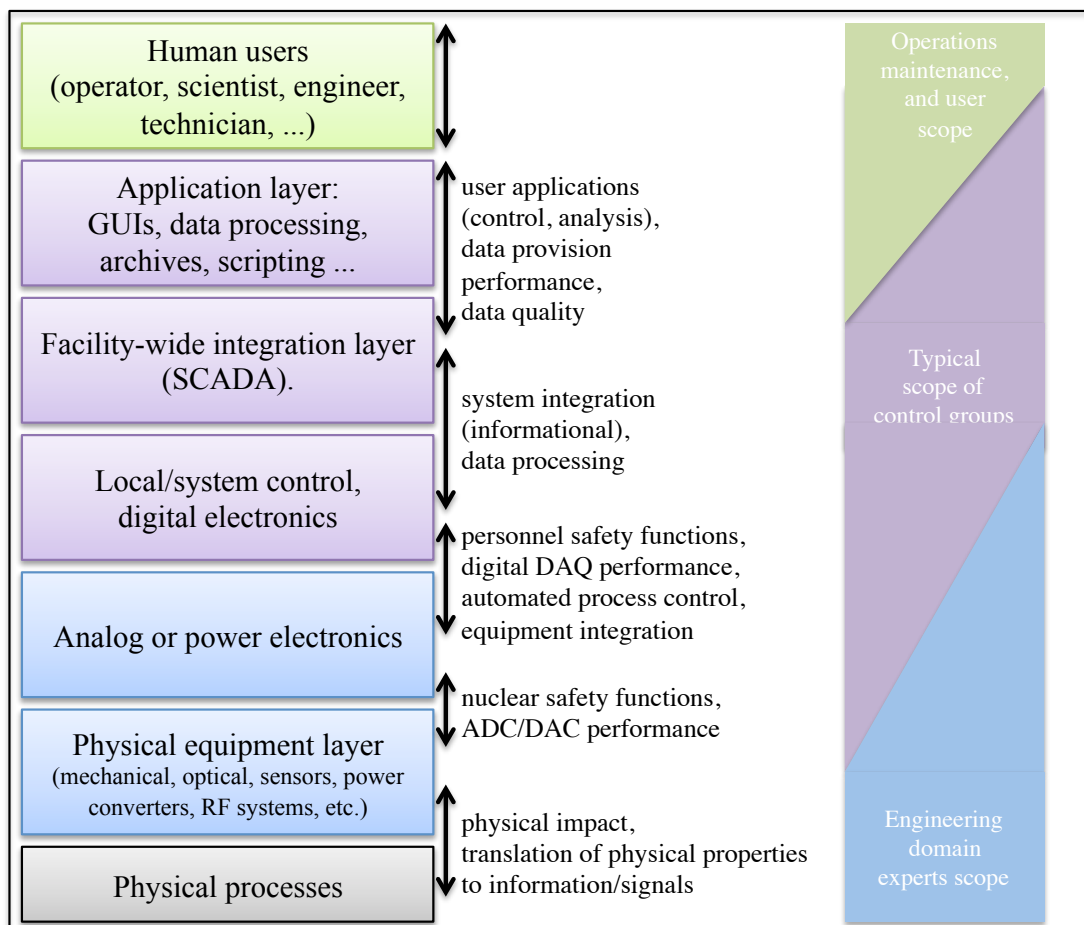 Human users
(operator, scientist, engineer,
technician, ...)
Application layer:
GUIs, data processing,
archives, scripting ...
Facility-wide integration layer
(SCADA).
Local/system control,
digital electronics
Analog or power electronics
Physical equipment layer
(mechanical, optical, sensors, power
converters, RF systems, etc.)
Physical processes
user applications
(control, analysis),
data provision
performance,
data quality
system integration
(informational),
data processing
personnel safety functions,
digital DAQ performance,
automated process control,
equipment integration
nuclear safety functions,
ADC/DAC performance
physical impact,
translation of physical properties
to information/signals
Operations
maintenance,
and user
scope
Typical
scope of
control groups
Engineering
domain
experts scope